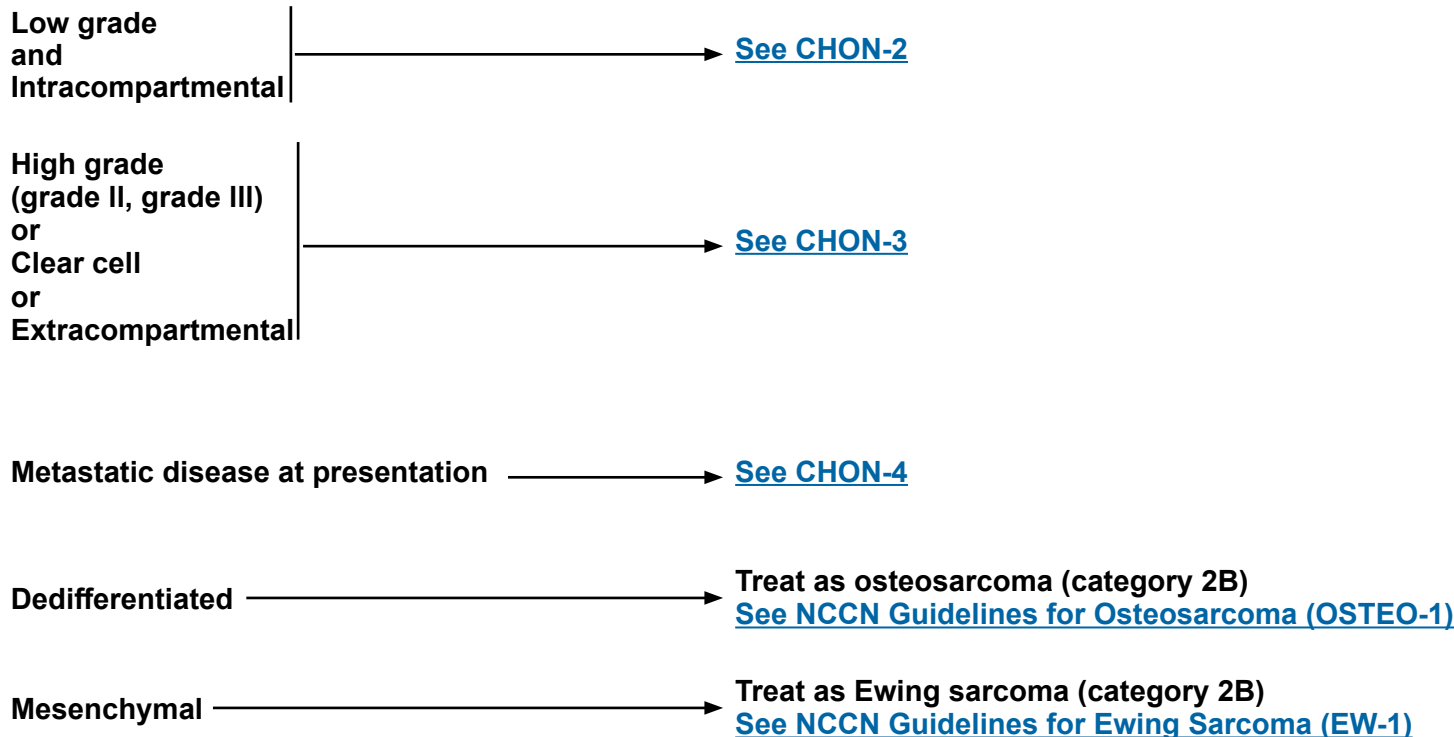 Low grade
and
Intracompartmental
See CHON-2
High grade
(grade II, grade III)
or
Clear cell
or
Extracompartmental
See CHON-3
Metastatic disease at presentation
See CHON-4
Dedifferentiated
Treat as osteosarcoma (category 2B)
See NCCN Guidelines for Osteosarcoma (OSTEO-1)
Mesenchymal
Treat as Ewing sarcoma (category 2B)
See NCCN Guidelines for Ewing Sarcoma (EW-1)